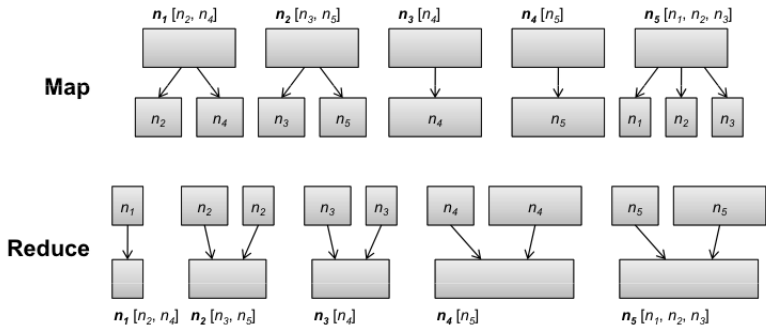 n₁ [n₂, n₄] n₂ [n₃, n₅] n₃ [n₄] n₄ [n₅] n₅ [n₁, n₂, n₃]
Map
n₂ n₄ n₃ n₅ n₄ n₅ n₁ n₂ n₃
n₁ n₂ n₂ n₃ n₃ n₄ n₄ n₅ n₅
Reduce
n₁ [n₂, n₄] n₂ [n₃, n₅] n₃ [n₄] n₄ [n₅] n₅ [n₁, n₂, n₃]